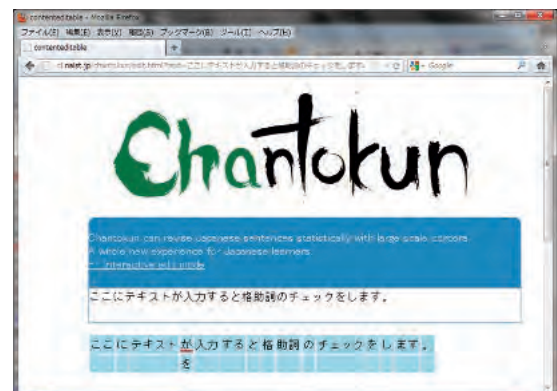 contenteditable - Mozilla Firefox
ファイル(F) 編集(E) 表示(V) 履歴(S) ブックマーク(B) ツール(T) ヘルプ(H)
contenteditable
Google
Chantokun
Chantokun can revise Japanese sentences statistically with large scale corpora.
A whole new experience for Japanese learners.
ここにテキストが入力すると格助詞のチェックをします。
ここにテキストが入力すると格助詞のチェックをします。
を